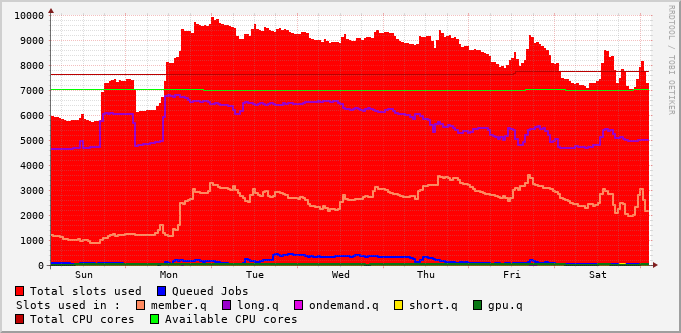 10000
9000
8000
7000
6000
5000
4000
3000
2000
1000
0
Sun Mon Tue Wed Thu Fri Sat
RRDTOOL / TOBI OETIKER
Total slots used Queued Jobs
Slots used in : member.q long.q ondemand.q short.q gpu.q
Total CPU cores Available CPU cores